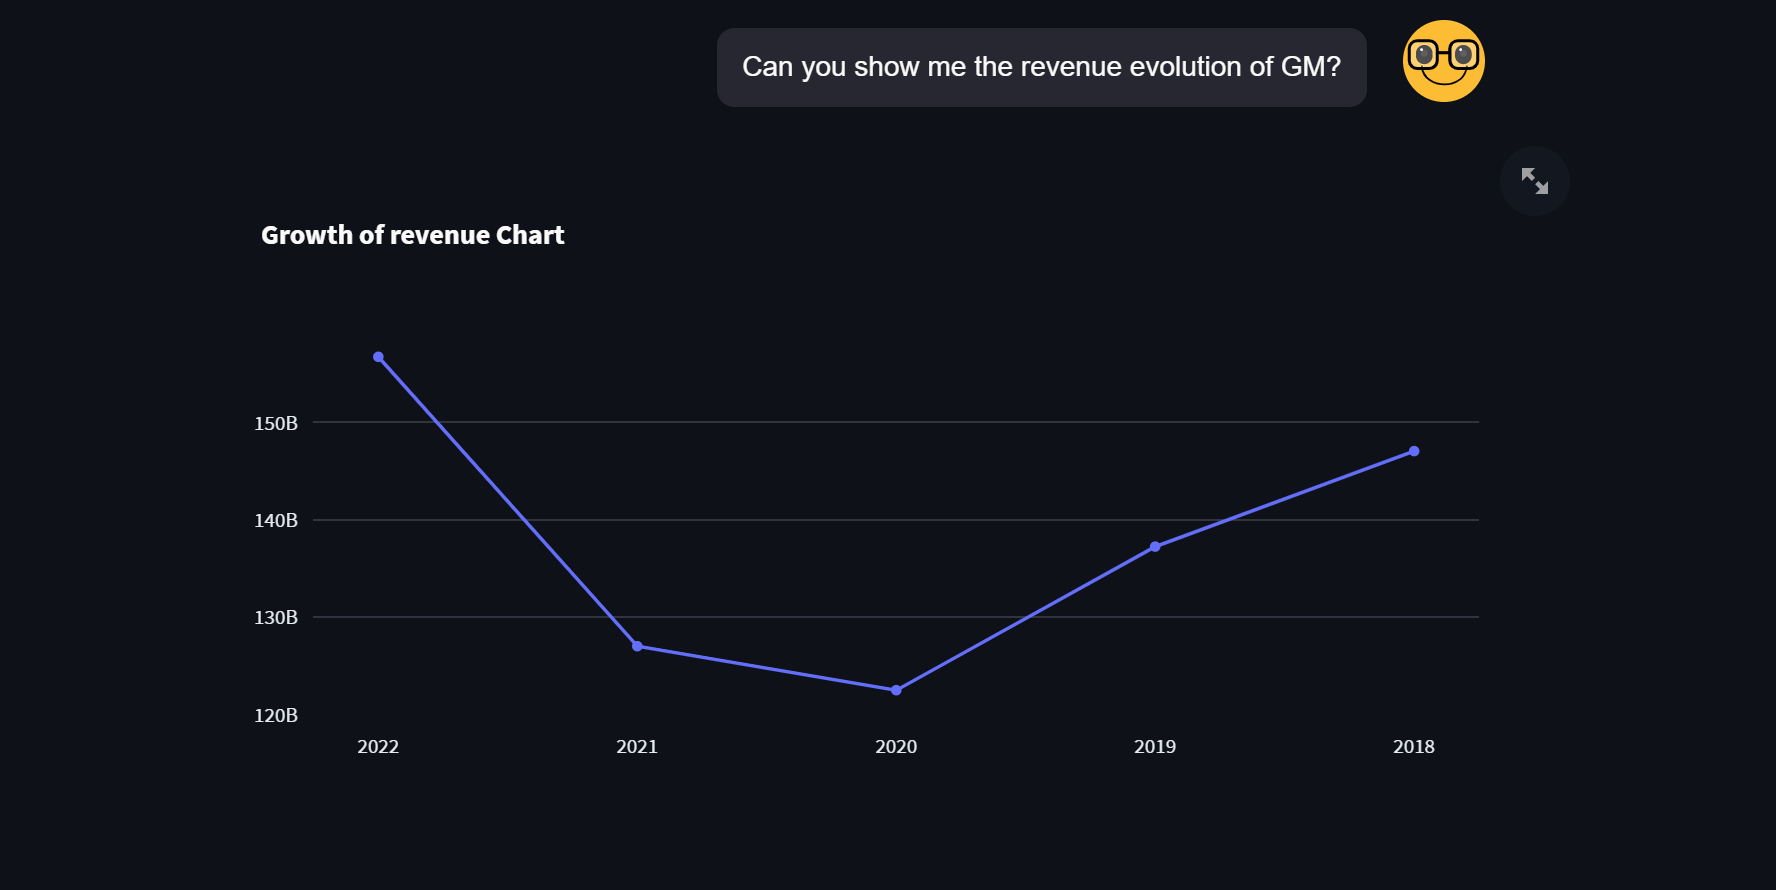 Can you show me the revenue evolution of GM?
Growth of revenue Chart
150B
140B
130B
120B
2022 2021 2020 2019 2018